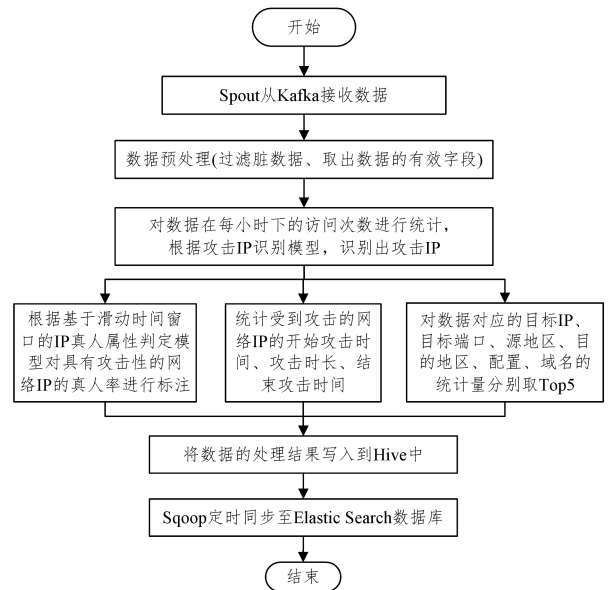 开始
Spout从Kafka接收数据
数据预处理(过滤脏数据、取出数据的有效字段)
对数据在每小时下的访问次数进行统计，
根据攻击IP识别模型，识别出攻击IP
根据基于滑动时间窗
口的IP真人属性判定模
型对具有攻击性的网
络IP的真人率进行标注
统计受到攻击的网
络IP的开始攻击时
间、攻击时长、结
束攻击时间
对数据对应的目标IP、
目标端口、源地区、目
的地区、配置、域名的
统计量分别取Top5
将数据的处理结果写入到Hive中
Sqoop定时同步至Elastic Search数据库
结束